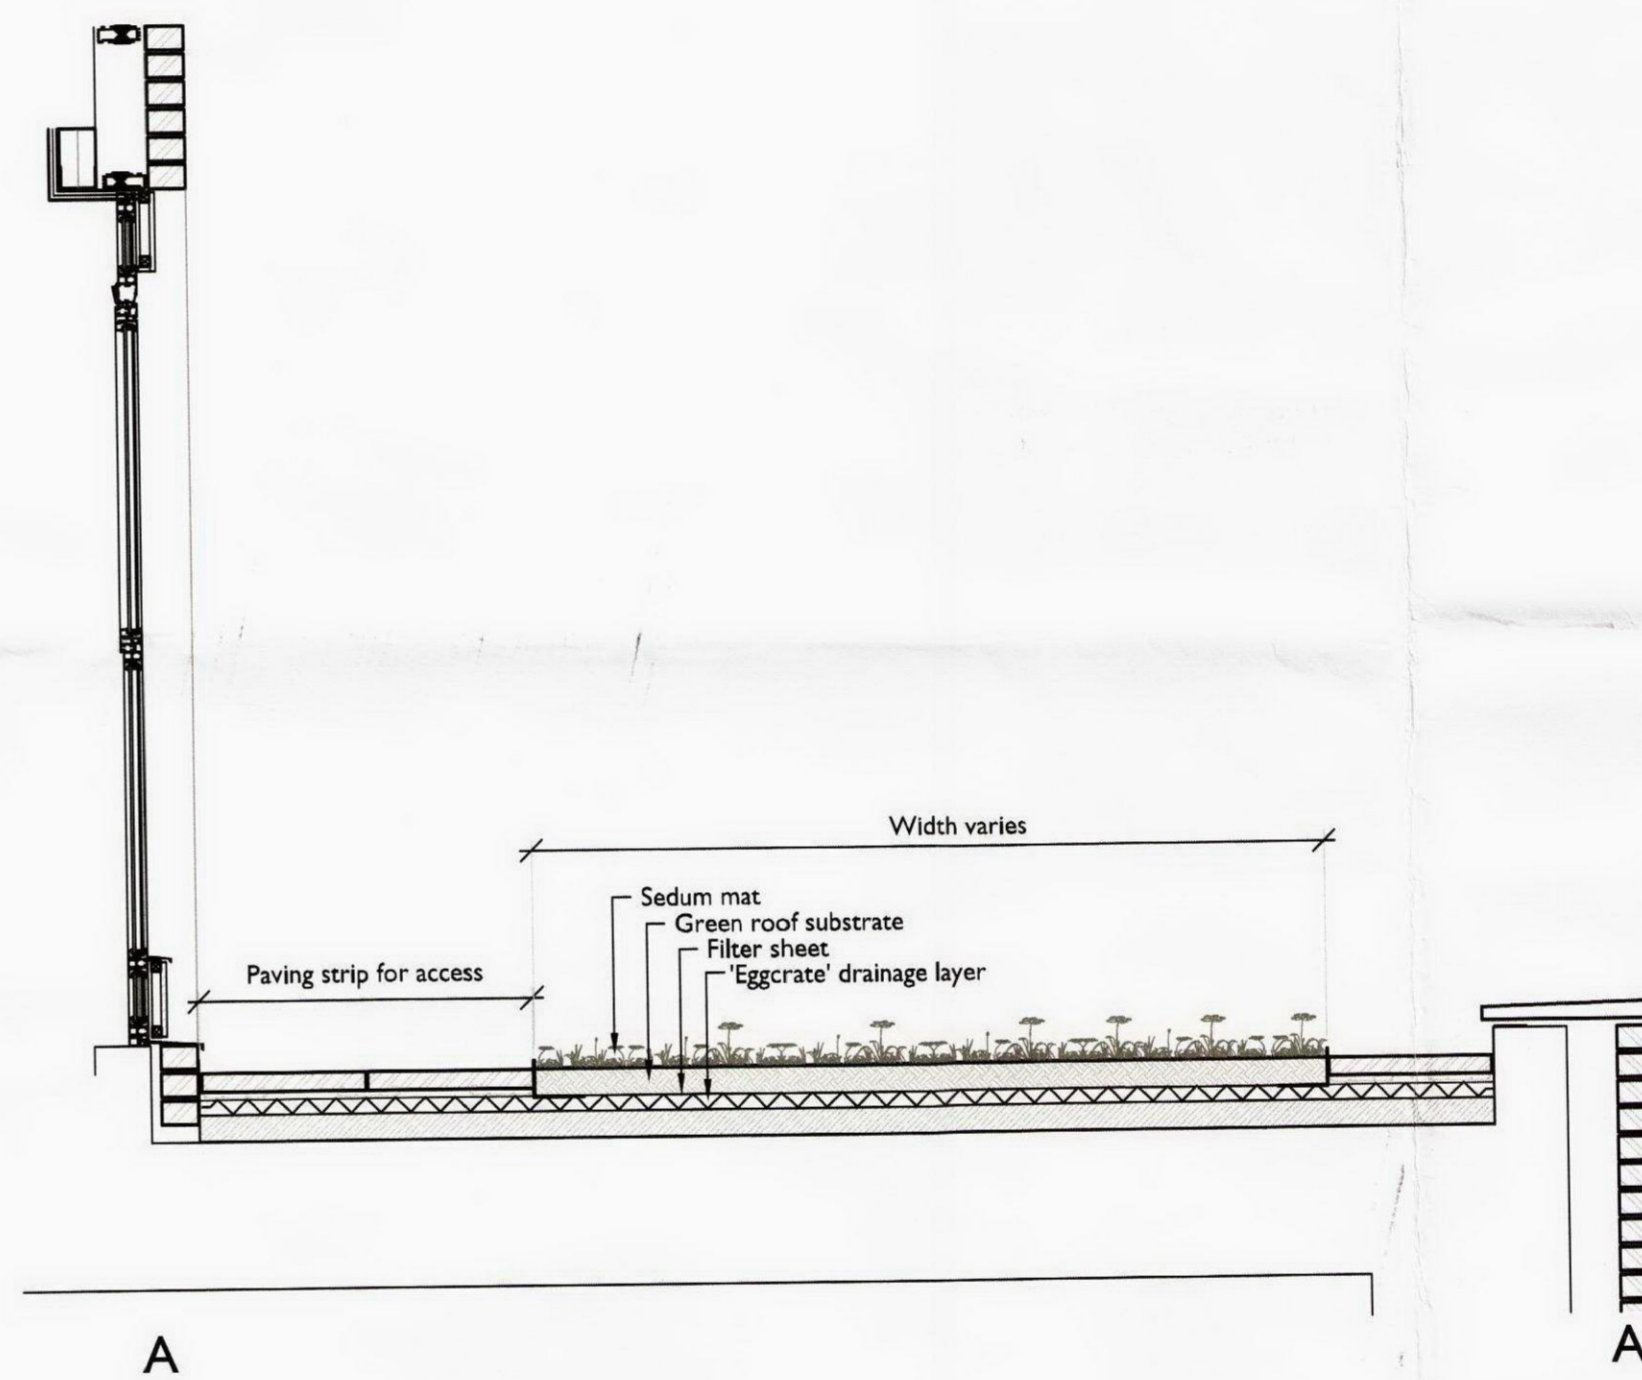 Width varies
Sedum mat
Green roof substrate
Filter sheet
'Eggcrate' drainage layer
Paving strip for access
A
A